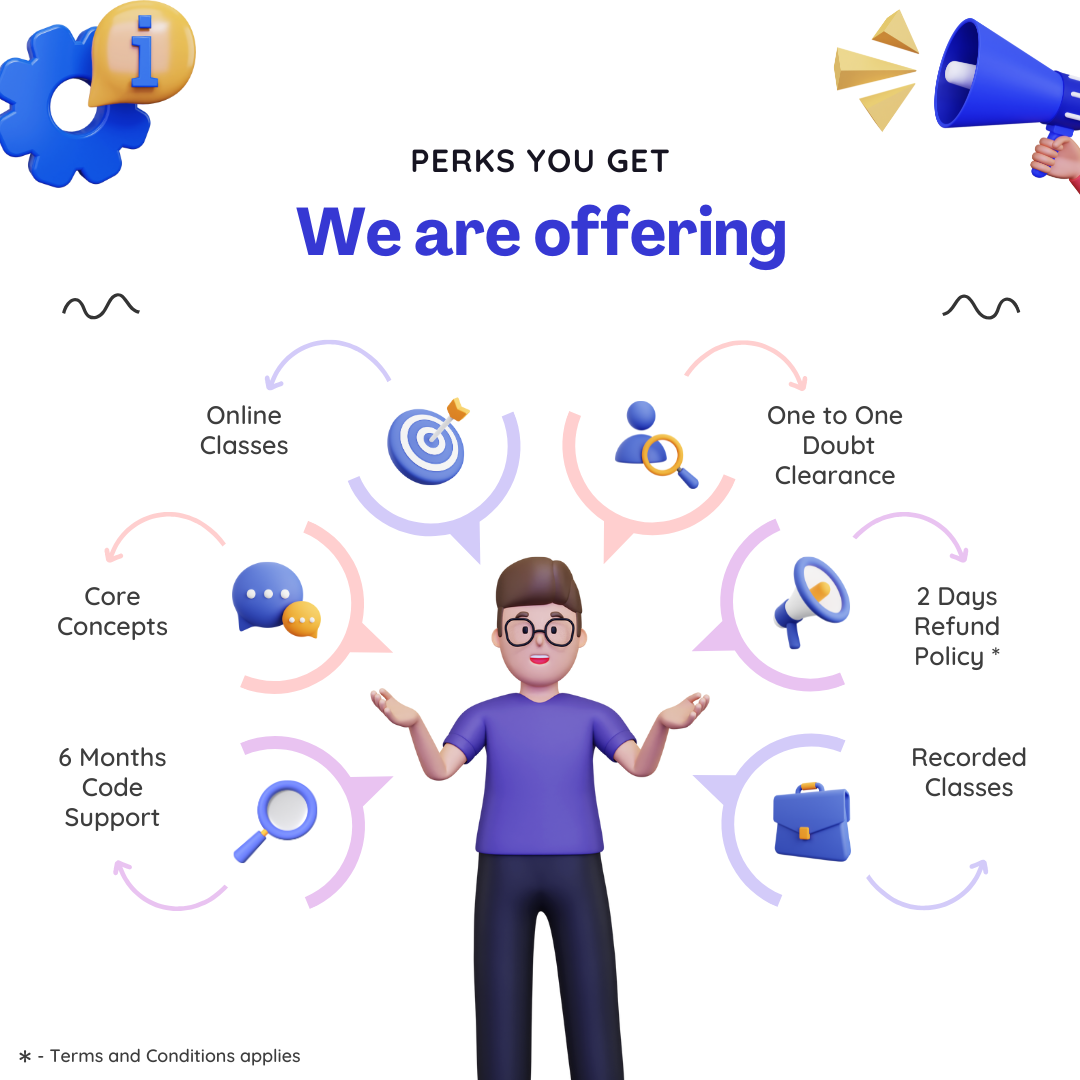 i
PERKS YOU GET
We are offering
Online
Classes
One to One
Doubt
Clearance
Core
Concepts
2 Days
Refund
Policy *
6 Months
Code
Support
Recorded
Classes
* - Terms and Conditions applies